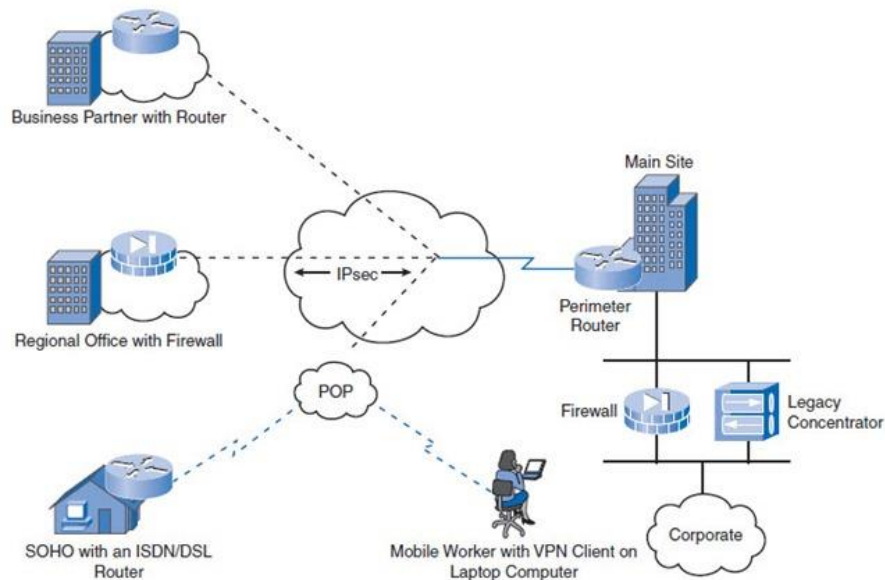 Business Partner with Router
Main Site
IPsec
Perimeter
Router
Regional Office with Firewall
POP
Firewall
Legacy
Concentrator
SOHO with an ISDN/DSL
Router
Mobile Worker with VPN Client on
Laptop Computer
Corporate